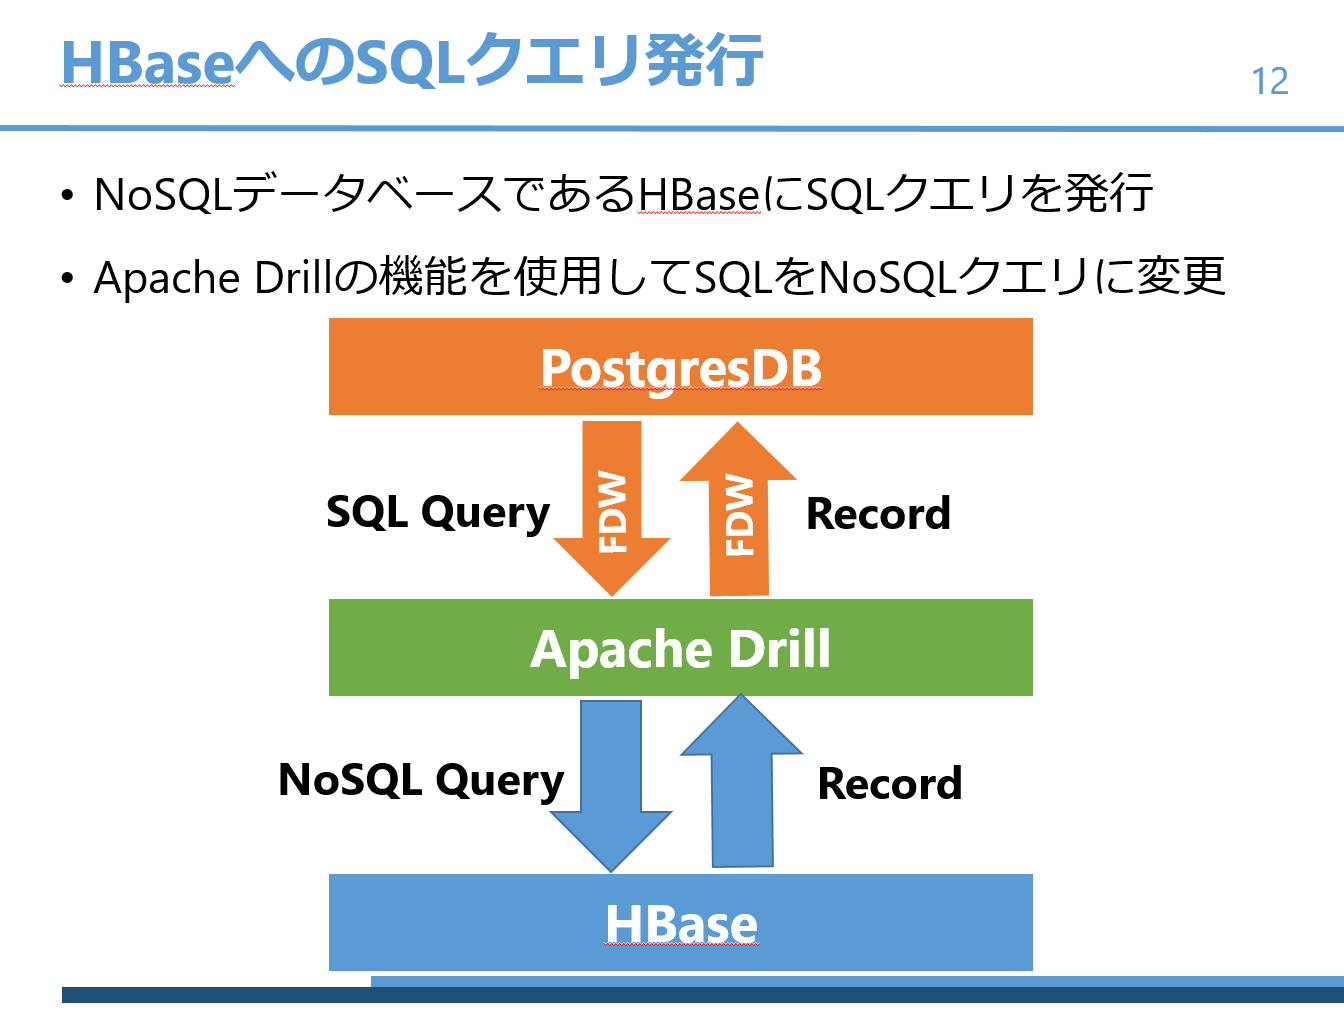 HBaseへのSQLクエリ発行
12
• NoSQLデータベースであるHBaseにSQLクエリを発行
• Apache Drillの機能を使用してSQLをNoSQLクエリに変更
PostgresDB
SQL Query
FDW
FDW
Record
Apache Drill
NoSQL Query
Record
HBase